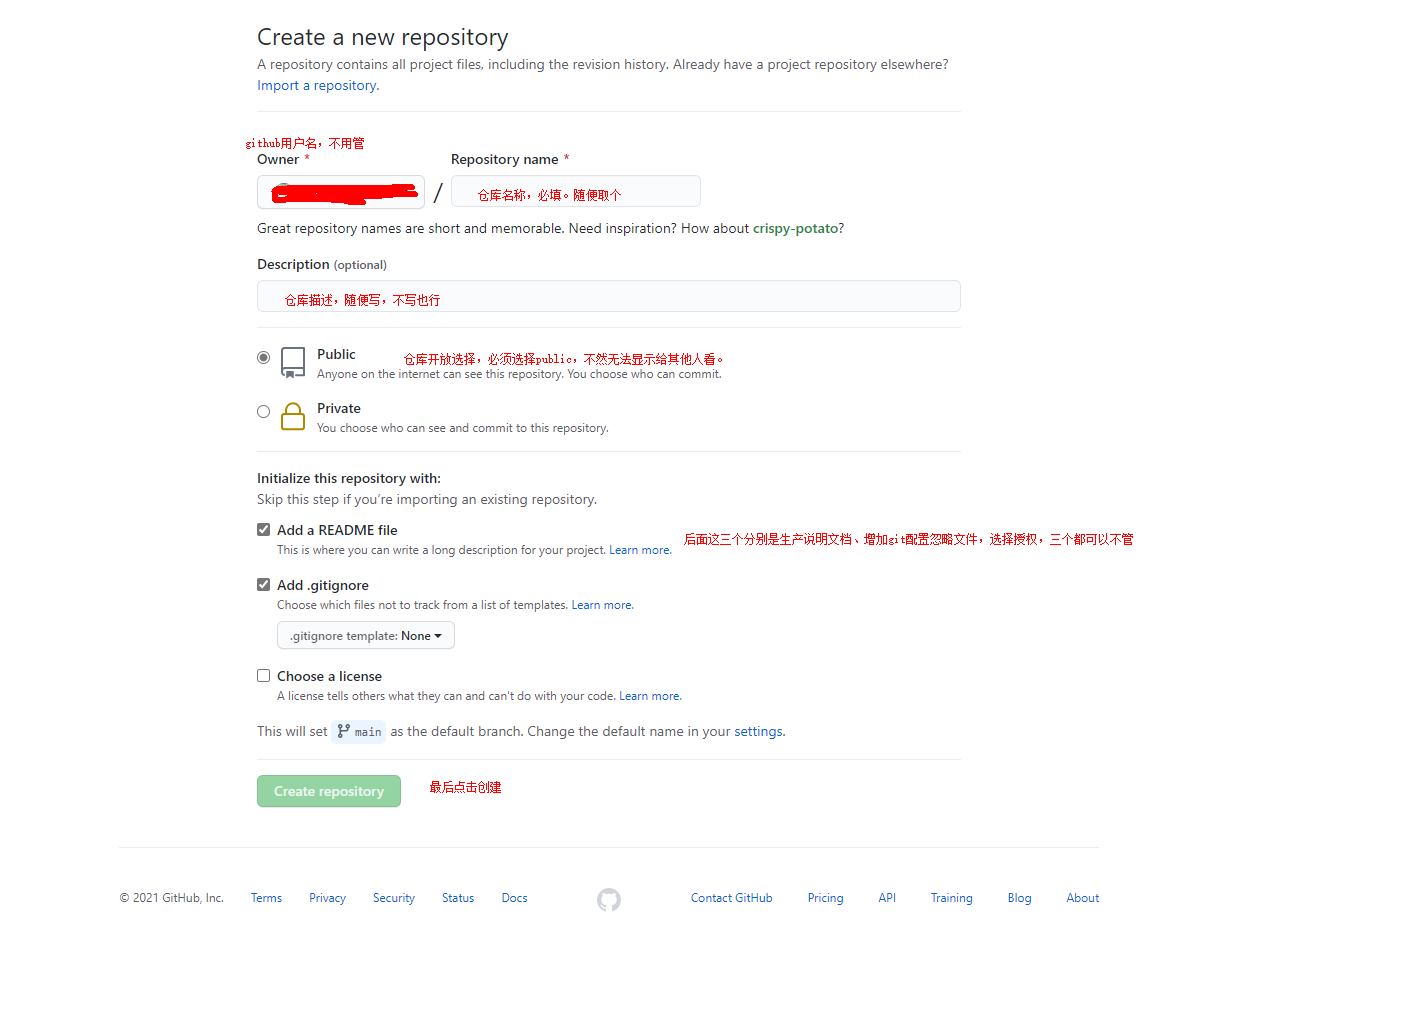 Create a new repository
A repository contains all project files, including the revision history. Already have a project repository elsewhere?
Import a repository.
github用户名，不用管
Owner *
Repository name *
/
仓库名称，必填。随便取个
Great repository names are short and memorable. Need inspiration? How about crispy-potato?
Description (optional)
仓库描述，随便写，不写也行
Public
仓库开放选择，必须选择public，不然无法显示给其他人看。
Anyone on the internet can see this repository. You choose who can commit.
Private
You choose who can see and commit to this repository.
Initialize this repository with:
Skip this step if you're importing an existing repository.
Add a README file
This is where you can write a long description for your project. Learn more.
后面这三个分别是生产说明文档、增加git配置忽略文件，选择授权，三个都可以不管
Add .gitignore
Choose which files not to track from a list of templates. Learn more.
.gitignore template: None
Choose a license
A license tells others what they can and can't do with your code. Learn more.
This will set main as the default branch. Change the default name in your settings.
Create repository
最后点击创建
© 2021 GitHub, Inc. Terms Privacy Security Status Docs Contact GitHub Pricing API Training Blog About